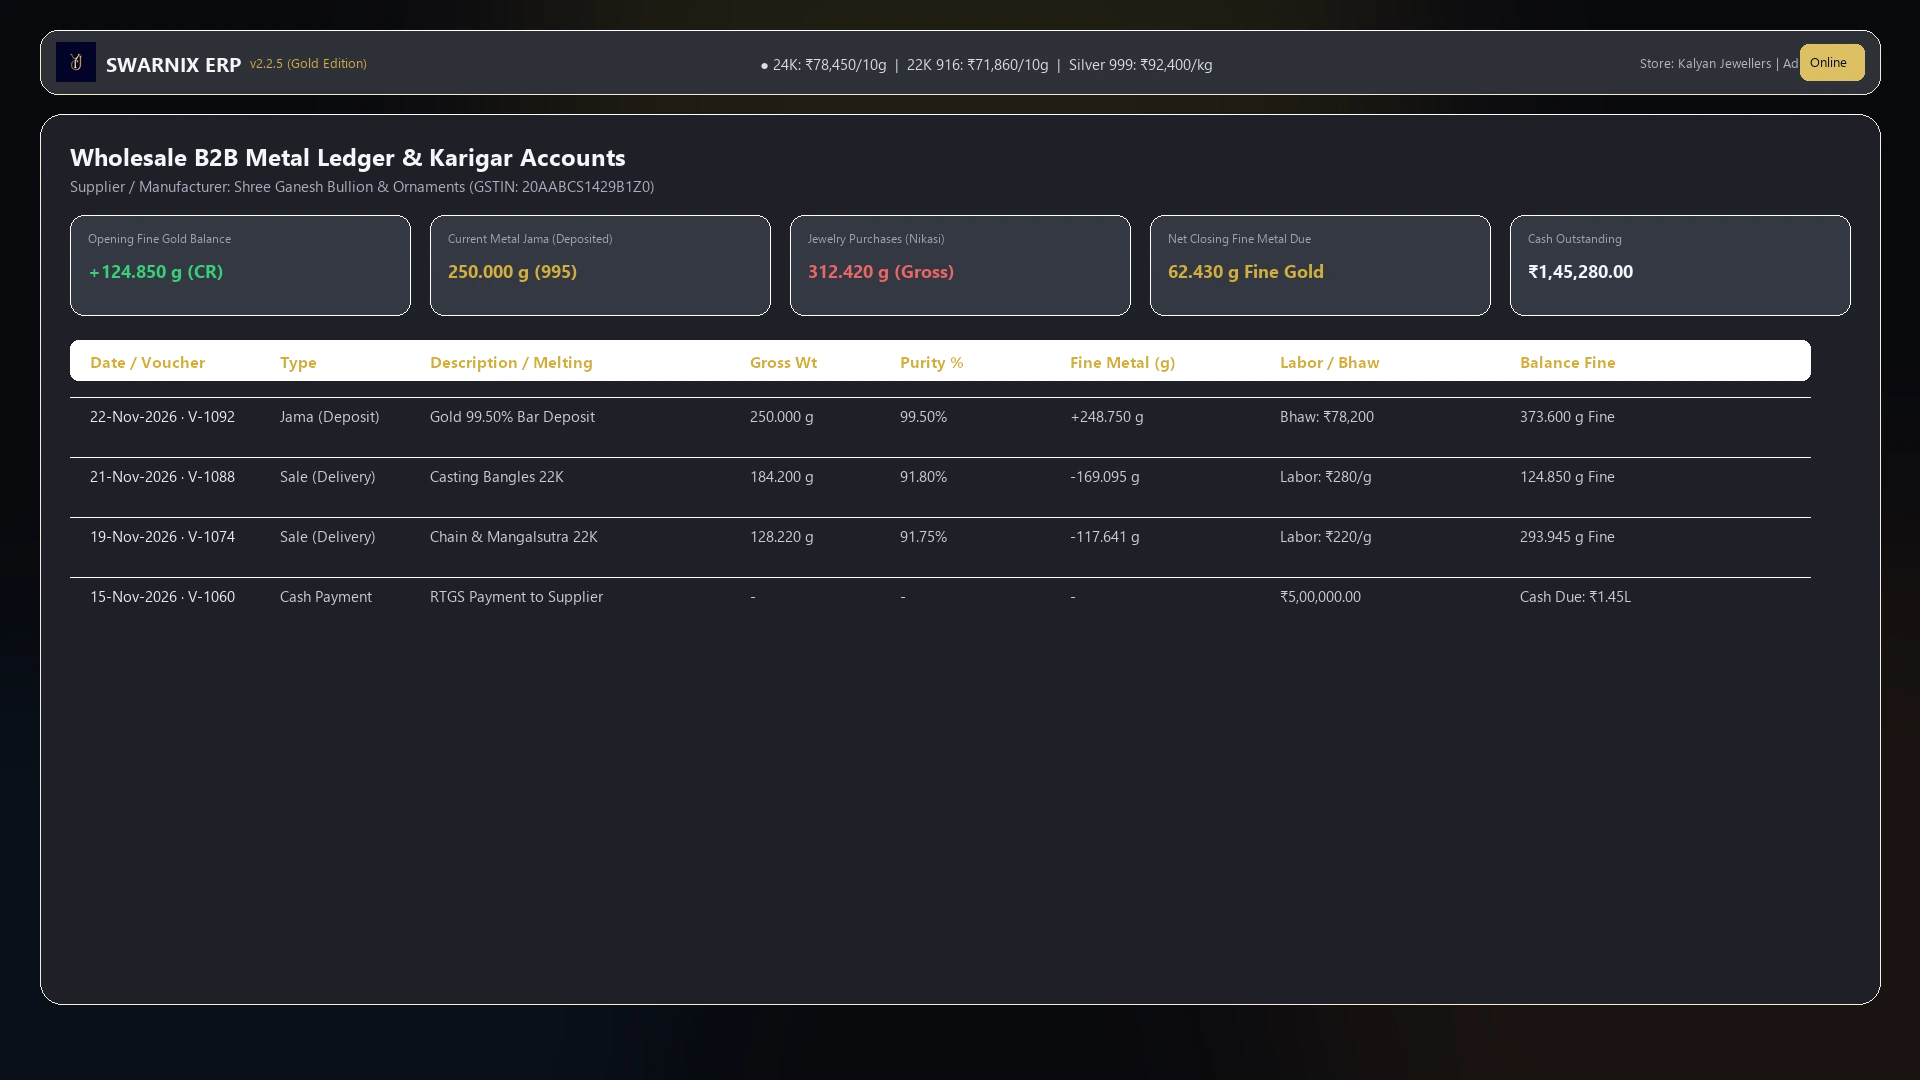 SWARNIX ERP v2.2.5 (Gold Edition)
● 24K: ₹78,450/10g | 22K 916: ₹71,860/10g | Silver 999: ₹92,400/kg
Store: Kalyan Jewellers | Ad
Online
Wholesale B2B Metal Ledger & Karigar Accounts
Supplier / Manufacturer: Shree Ganesh Bullion & Ornaments (GSTIN: 20AABCS1429B1Z0)
Opening Fine Gold Balance
+124.850 g (CR)
Current Metal Jama (Deposited)
250.000 g (995)
Jewelry Purchases (Nikasi)
312.420 g (Gross)
Net Closing Fine Metal Due
62.430 g Fine Gold
Cash Outstanding
₹1,45,280.00
Date / Voucher Type Description / Melting Gross Wt Purity % Fine Metal (g) Labor / Bhaw Balance Fine
22-Nov-2026 · V-1092 Jama (Deposit) Gold 99.50% Bar Deposit 250.000 g 99.50% +248.750 g Bhaw: ₹78,200 373.600 g Fine
21-Nov-2026 · V-1088 Sale (Delivery) Casting Bangles 22K 184.200 g 91.80% -169.095 g Labor: ₹280/g 124.850 g Fine
19-Nov-2026 · V-1074 Sale (Delivery) Chain & Mangalsutra 22K 128.220 g 91.75% -117.641 g Labor: ₹220/g 293.945 g Fine
15-Nov-2026 · V-1060 Cash Payment RTGS Payment to Supplier - - - ₹5,00,000.00 Cash Due: ₹1.45L